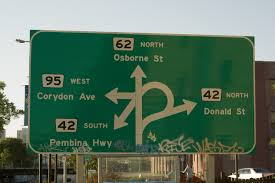 62 NORTH
Osborne St
95 WEST
Corydon Ave
42 NORTH
Donald St
42 SOUTH
Pembina Hwy